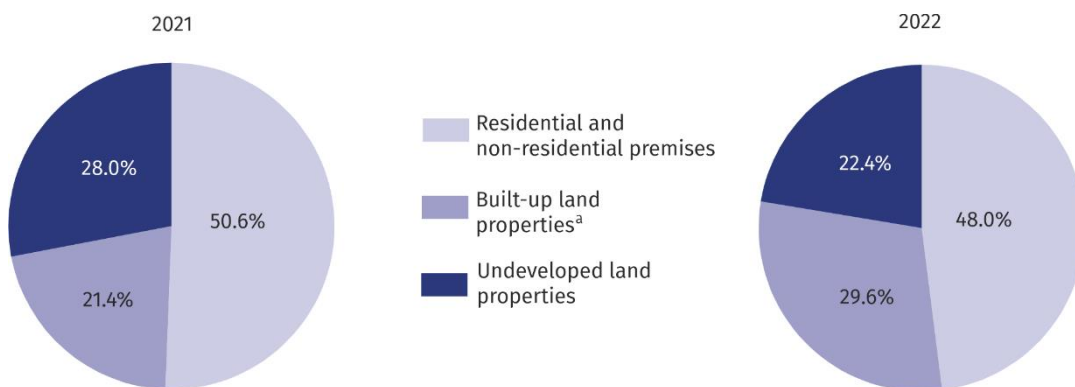 2021
2022
28.0%
50.6%
21.4%
Residential and
non-residential premises
Built-up land
propertiesᵃ
Undeveloped land
properties
22.4%
48.0%
29.6%